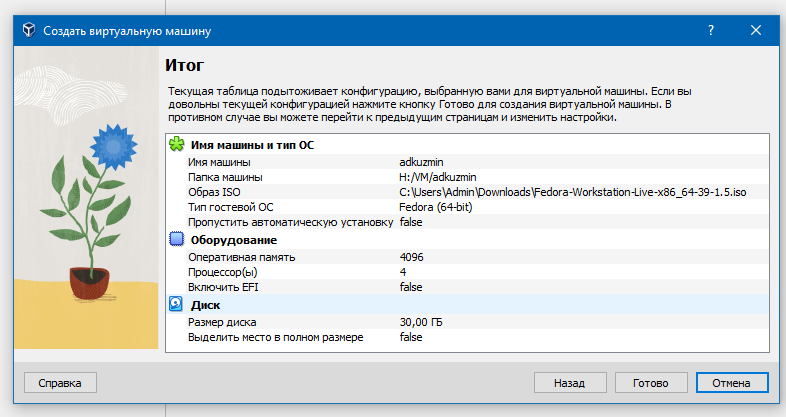 Создать виртуальную машину
?
Итог
Текущая таблица подытоживает конфигурацию, выбранную вами для виртуальной машины. Если вы
довольны текущей конфигурацией нажмите кнопку Готово для создания виртуальной машины. В
противном случае вы можете перейти к предыдущим страницам и изменить настройки.
Имя машины и тип ОС
Имя машины adkuzmin
Папка машины H:/VM/adkuzmin
Образ ISO C:\Users\Admin\Downloads\Fedora-Workstation-Live-x86_64-39-1.5.iso
Тип гостевой ОС Fedora (64-bit)
Пропустить автоматическую установку false
Оборудование
Оперативная память 4096
Процессор(ы) 4
Включить EFI false
Диск
Размер диска 30,00 ГБ
Выделить место в полном размере false
Справка Назад Готово Отмена